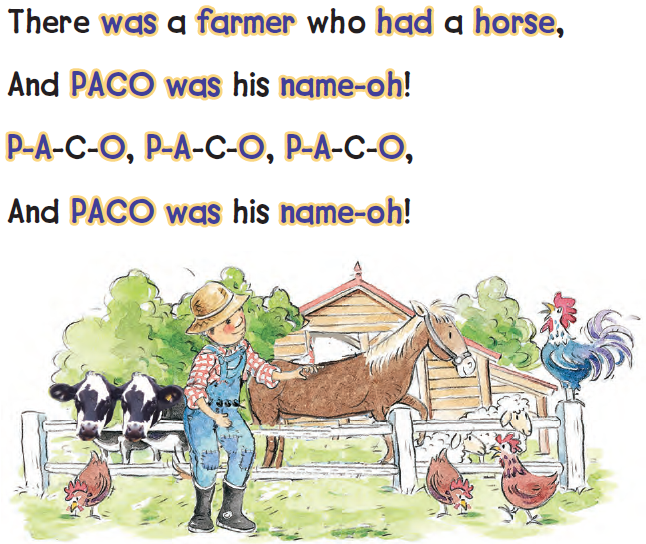 There was a farmer who had a horse,
And PACO was his name-oh!
P-A-C-O, P-A-C-O, P-A-C-O,
And PACO was his name-oh!